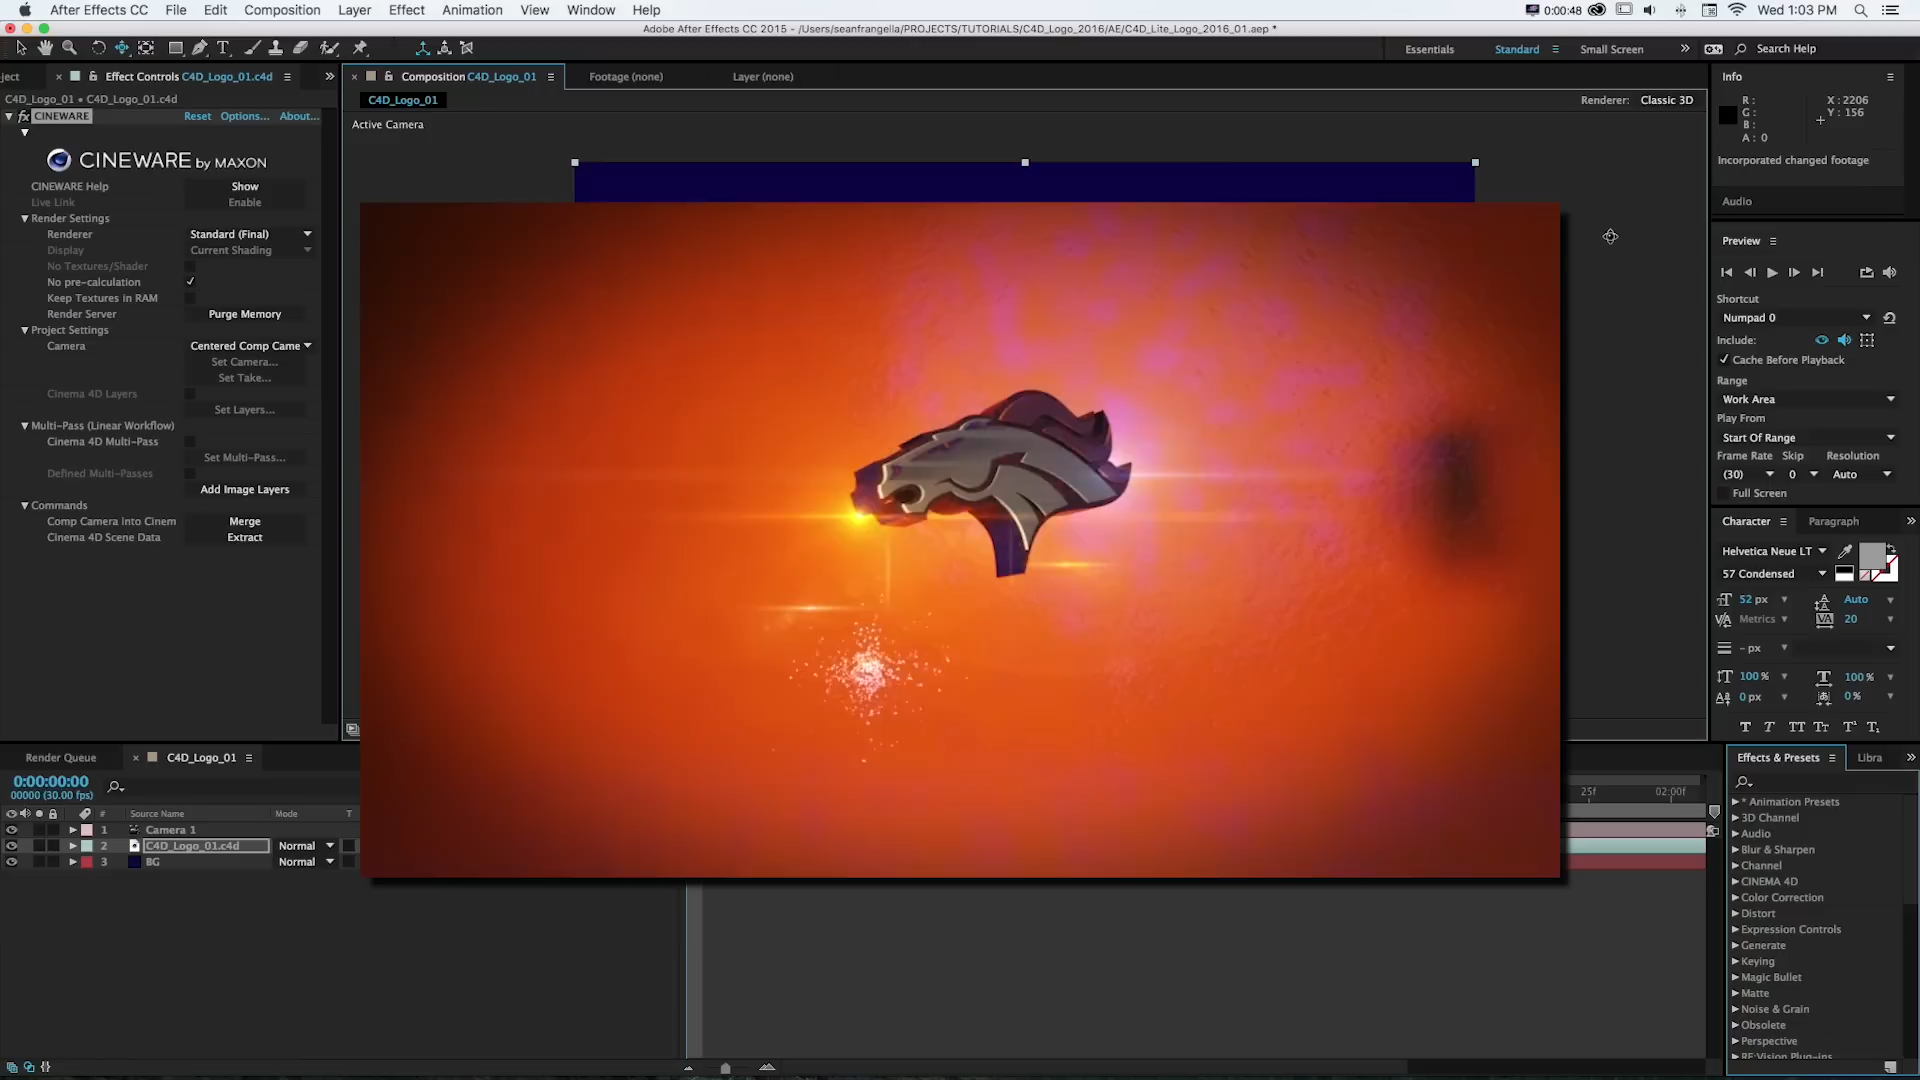 After Effects CC File Edit Composition Layer Effect Animation View Window Help 0:00:48 Wed 1:03 PM
Adobe After Effects CC 2015 - /Users/seanfrangella/PROJECTS/TUTORIALS/C4D_Logo_2016/AE/C4D_Lite_Logo_2016_01.aep *
Essentials Standard Small Screen Search Help
ject Effect Controls C4D_Logo_01.c4d Composition C4D_Logo_01 Footage (none) Layer (none) Info
C4D_Logo_01 • C4D_Logo_01.c4d C4D_Logo_01 Renderer: Classic 3D
R: X : 2206
G: Y : 156
B:
A : 0
fx CINEWARE Reset Options... About...
Active Camera
CINEWARE by MAXON
Incorporated changed footage
CINEWARE Help Show
Live Link Enable
Audio
Render Settings
Renderer Standard (Final)
Display Current Shading
No Textures/Shader
No pre-calculation
Keep Textures in RAM
Render Server Purge Memory
Project Settings
Camera Centered Comp Came
Set Camera...
Set Take...
Cinema 4D Layers
Set Layers...
Multi-Pass (Linear Workflow)
Cinema 4D Multi-Pass
Set Multi-Pass...
Defined Multi-Passes
Add Image Layers
Commands
Comp Camera into Cinem Merge
Cinema 4D Scene Data Extract
Preview
Shortcut
Numpad 0
Include:
Cache Before Playback
Range
Work Area
Play From
Start Of Range
Frame Rate Skip Resolution
(30) 0 Auto
Full Screen
Character Paragraph
Helvetica Neue LT
57 Condensed
52 px Auto
Metrics 20
- px
100 % 100 %
0 px 0 %
Render Queue C4D_Logo_01
0:00:00:00
00000 (30.00 fps)
25f 02:00f
# Source Name Mode T
1 Camera 1
2 C4D_Logo_01.c4d Normal
3 BG Normal
Effects & Presets Libra
* Animation Presets
3D Channel
Audio
Blur & Sharpen
Channel
CINEMA 4D
Color Correction
Distort
Expression Controls
Generate
Keying
Magic Bullet
Matte
Noise & Grain
Obsolete
Perspective
RE:Vision Plug-ins